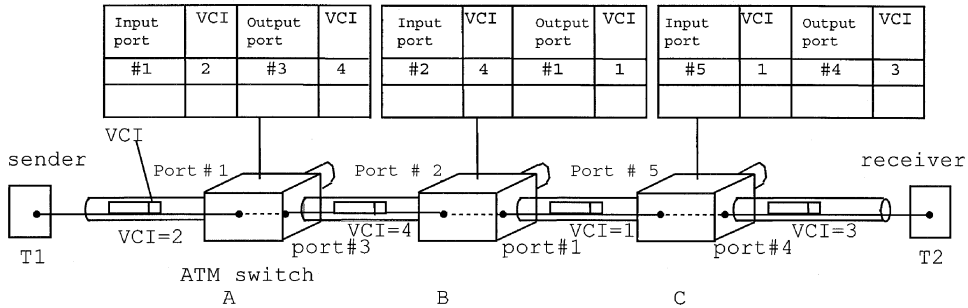 Input port VCI Output port VCI
#1 2 #3 4
Input port VCI Output port VCI
#2 4 #1 1
Input port VCI Output port VCI
#5 1 #4 3
VCI
sender Port#1 Port # 2 Port # 5 receiver
VCI=2 port#3 VCI=4 port#1 VCI=1 port#4 VCI=3
T1 T2
ATM switch
A B C